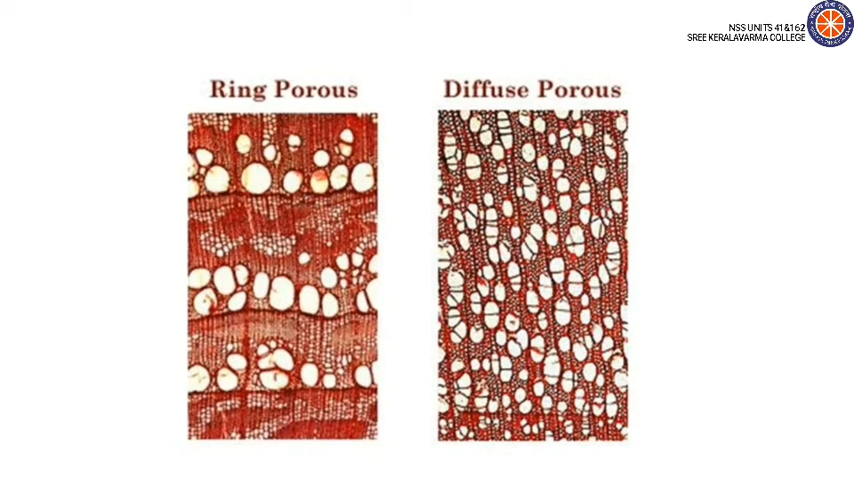 NSS UNITS 41&162
SREE KERALAVARMA COLLEGE
Ring Porous
Diffuse Porous